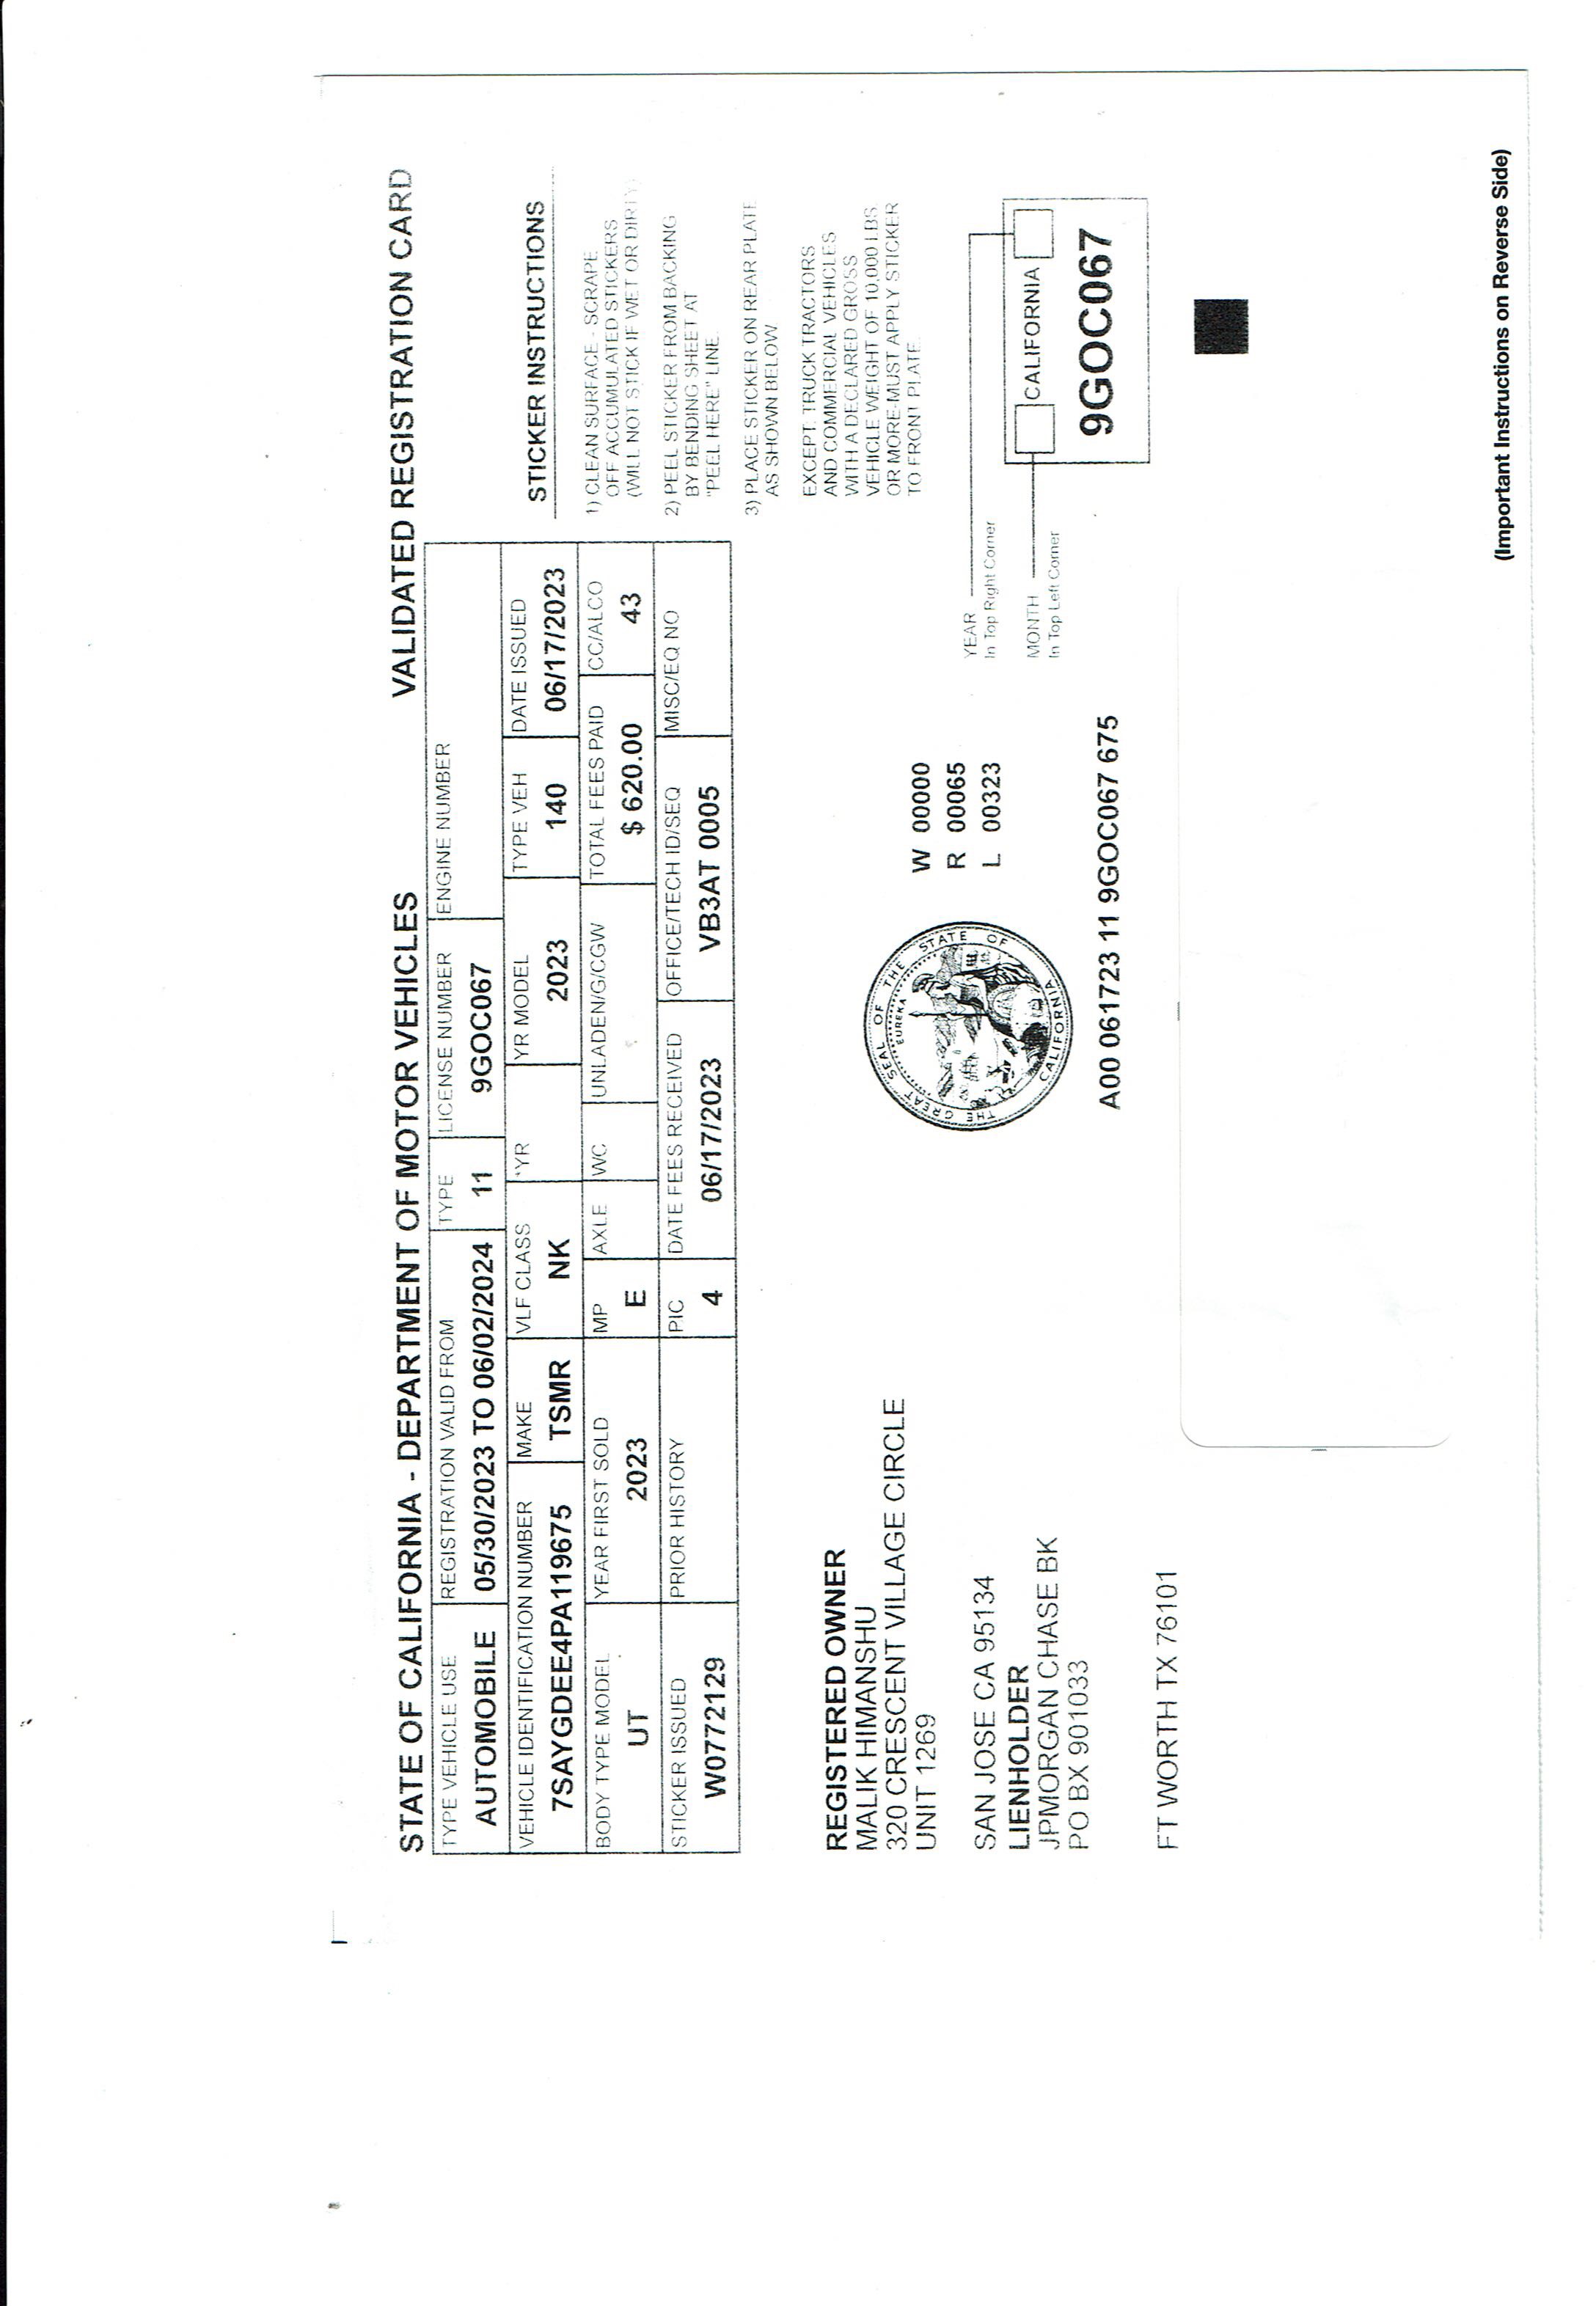 STATE OF CALIFORNIA - DEPARTMENT OF MOTOR VEHICLES VALIDATED REGISTRATION CARD
TYPE VEHICLE USE REGISTRATION VALID FROM TYPE LICENSE NUMBER ENGINE NUMBER
AUTOMOBILE 05/30/2023 TO 06/02/2024 11 9GOC067
VEHICLE IDENTIFICATION NUMBER MAKE VLF CLASS *YR YR MODEL TYPE VEH DATE ISSUED
7SAYGDEE4PA119675 TSMR NK 2023 140 06/17/2023
BODY TYPE MODEL YEAR FIRST SOLD MP AXLE WC UNLADEN/G/CGW TOTAL FEES PAID CC/ALCO
UT 2023 E $ 620.00 43
STICKER ISSUED PRIOR HISTORY PIC DATE FEES RECEIVED OFFICE/TECH ID/SEQ MISC/EQ NO
W0772129 4 06/17/2023 VB3AT 0005
STICKER INSTRUCTIONS
1) CLEAN SURFACE - SCRAPE
OFF ACCUMULATED STICKERS
(WILL NOT STICK IF WET OR DIRTY)
2) PEEL STICKER FROM BACKING
BY BENDING SHEET AT
"PEEL HERE" LINE.
3) PLACE STICKER ON REAR PLATE
AS SHOWN BELOW
EXCEPT. TRUCK TRACTORS
AND COMMERCIAL VEHICLES
WITH A DECLARED GROSS
VEHICLE WEIGHT OF 10,000 LBS
OR MORE-MUST APPLY STICKER
TO FRONT PLATE.
REGISTERED OWNER
MALIK HIMANSHU
320 CRESCENT VILLAGE CIRCLE
UNIT 1269
SAN JOSE CA 95134
LIENHOLDER
JPMORGAN CHASE BK
PO BX 901033
FT WORTH TX 76101
THE GREAT SEAL OF THE STATE OF CALIFORNIA
EUREKA
W 00000
R 00065
L 00323
A00 061723 11 9GOC067 675
YEAR
In Top Right Corner
MONTH
In Top Left Corner
CALIFORNIA
9GOC067
(Important Instructions on Reverse Side)